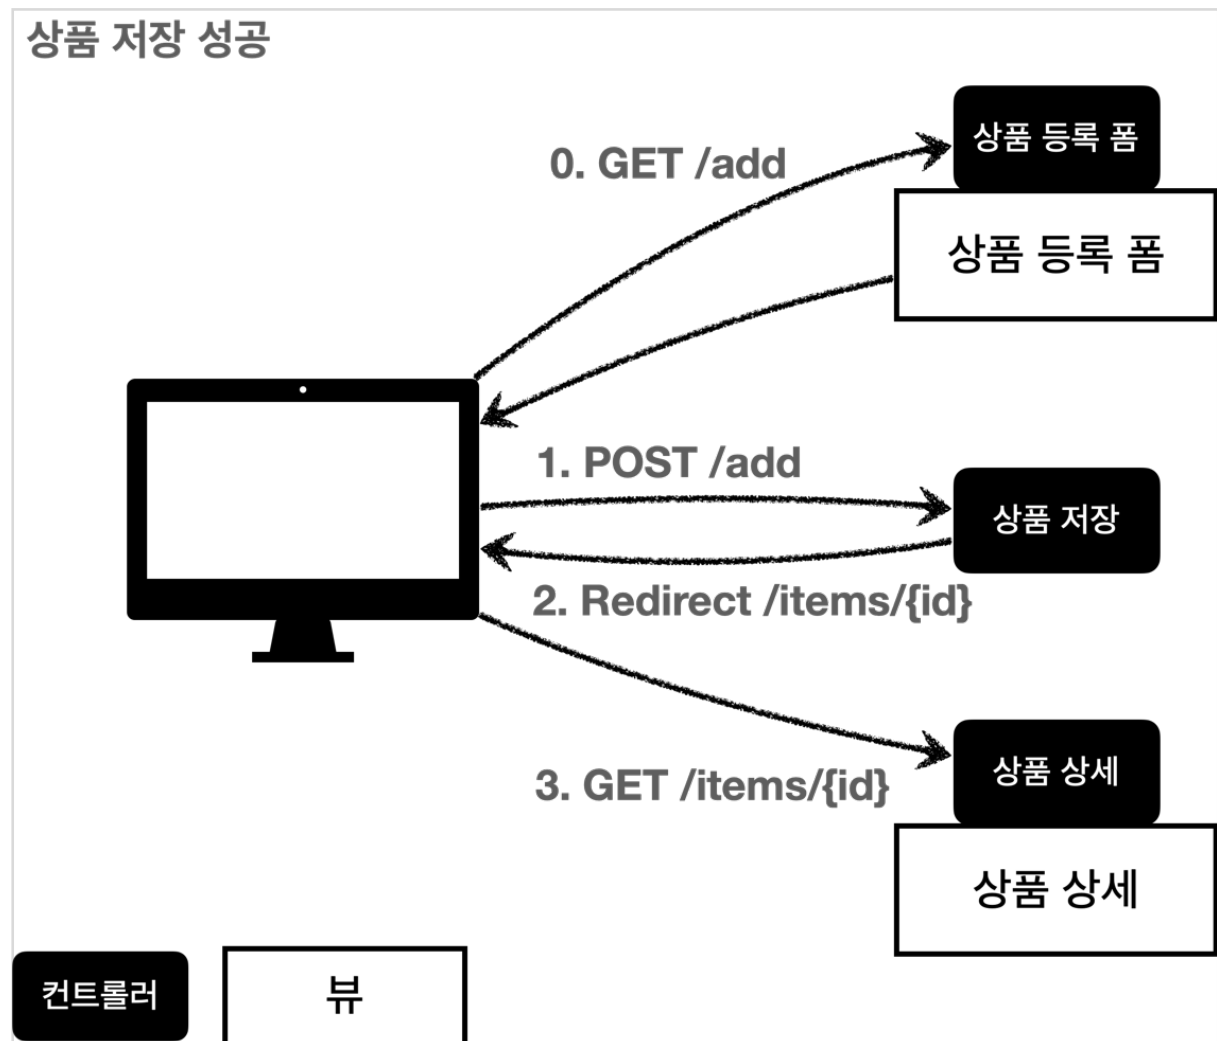 상품 저장 성공
0. GET /add
상품 등록 폼
상품 등록 폼
1. POST /add
상품 저장
2. Redirect /items/{id}
3. GET /items/{id}
상품 상세
상품 상세
컨트롤러
뷰